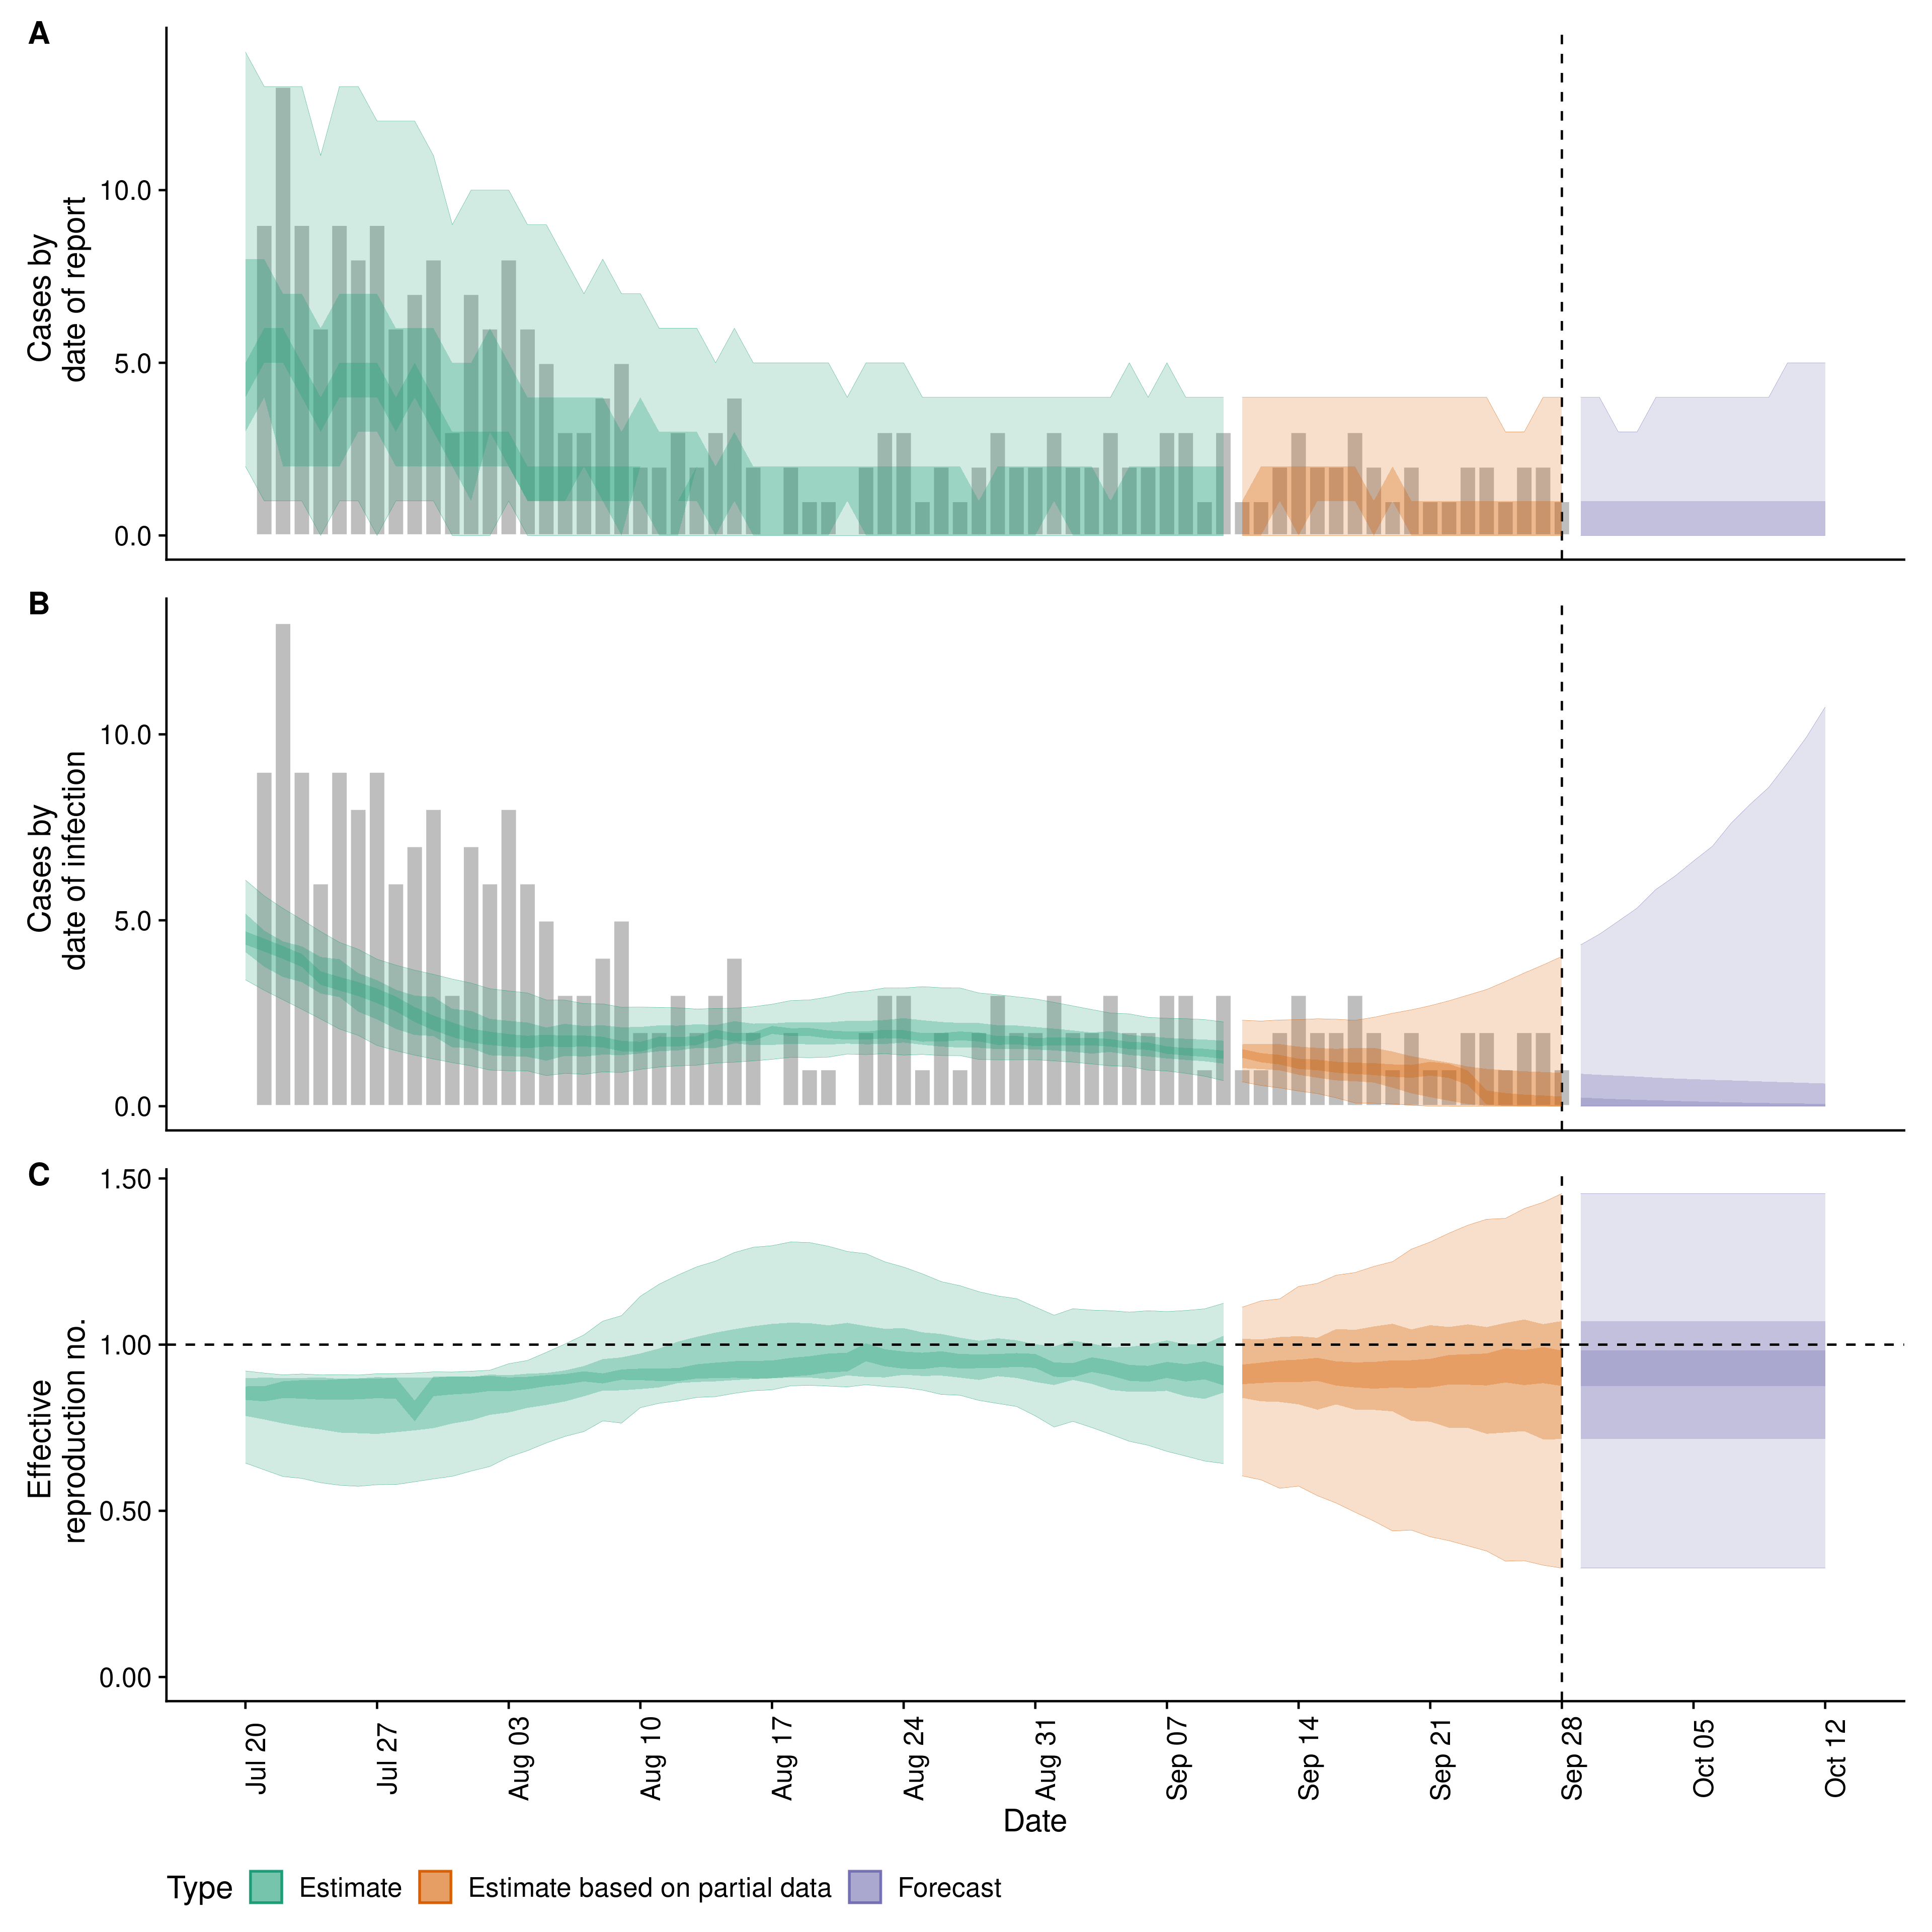 A
Cases by
date of report
10.0
5.0
0.0
B
Cases by
date of infection
10.0
5.0
0.0
C
Effective
reproduction no.
1.50
1.00
0.50
0.00
Jul 20
Jul 27
Aug 03
Aug 10
Aug 17
Aug 24
Aug 31
Sep 07
Sep 14
Sep 21
Sep 28
Oct 05
Oct 12
Date
Type Estimate Estimate based on partial data Forecast